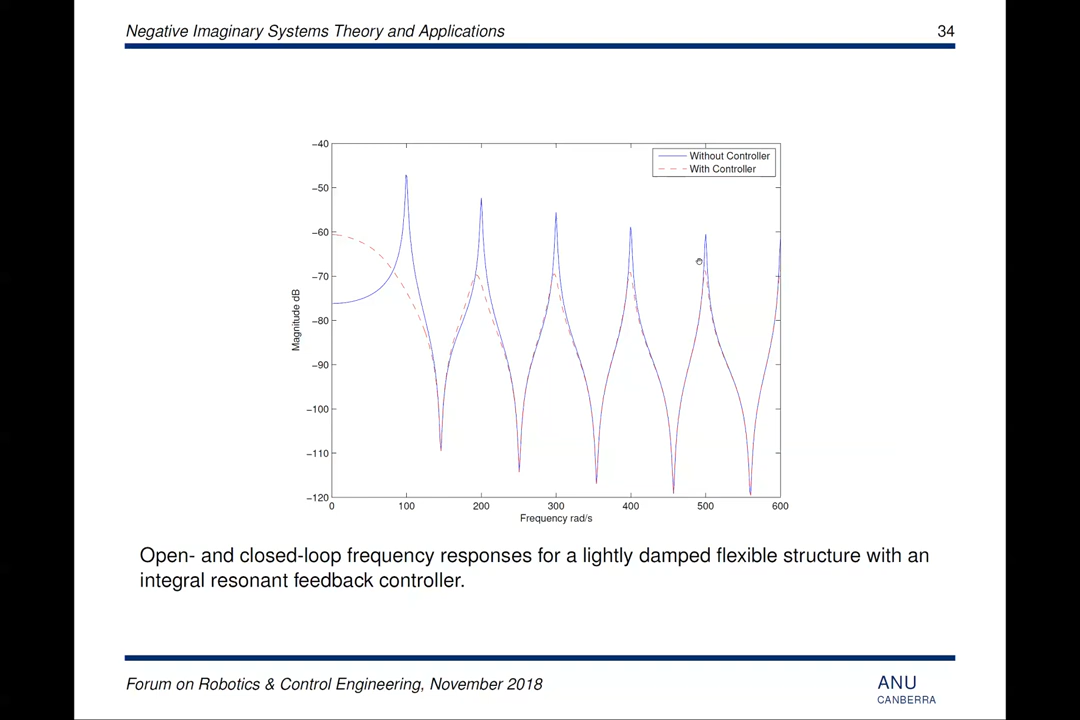 Negative Imaginary Systems Theory and Applications 34
−40
Without Controller
With Controller
−50
−60
−70
−80
−90
−100
−110
−120
Magnitude dB
0 100 200 300 400 500 600
Frequency rad/s
Open- and closed-loop frequency responses for a lightly damped flexible structure with an
integral resonant feedback controller.
Forum on Robotics & Control Engineering, November 2018
ANU
CANBERRA